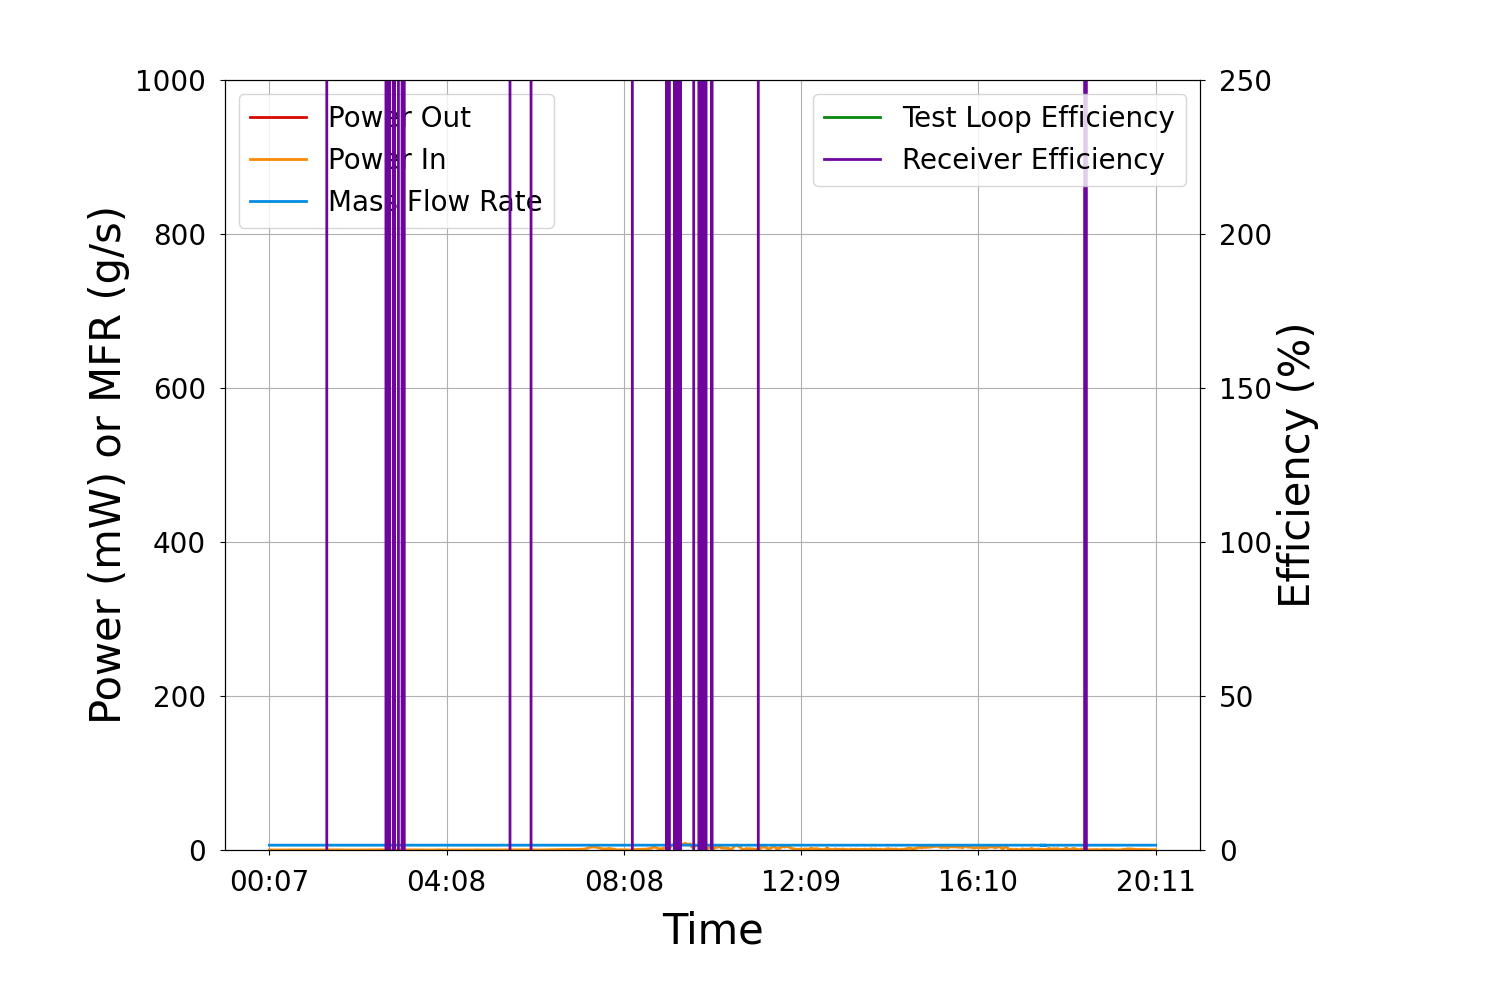 1000
800
600
400
200
0
Power (mW) or MFR (g/s)
Power Out
Power In
Mass Flow Rate
Test Loop Efficiency
Receiver Efficiency
250
200
150
100
50
0
Efficiency (%)
00:07 04:08 08:08 12:09 16:10 20:11
Time